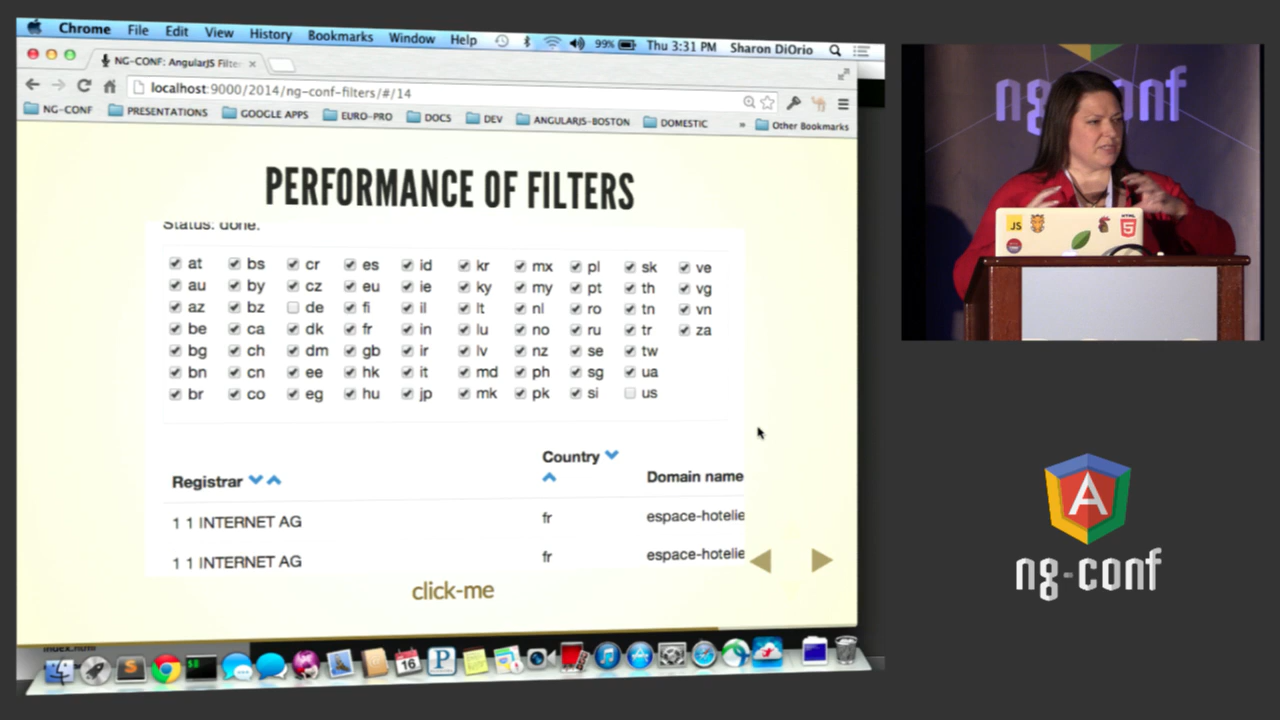 Chrome File Edit View History Bookmarks Window Help 99% Thu 3:31 PM Sharon DiOrio
NG-CONF: AngularJS Filte
localhost:9000/2014/ng-conf-filters/#/14
NG-CONF PRESENTATIONS GOOGLE APPS EURO-PRO DOCS DEV ANGULARJS-BOSTON DOMESTIC » Other Bookmarks
PERFORMANCE OF FILTERS
Status: done.
at bs cr es id kr mx pl sk ve
au by cz eu ie ky my pt th vg
az bz de fi il lt nl ro tn vn
be ca dk fr in lu no ru tr za
bg ch dm gb ir lv nz se tw
bn cn ee hk it md ph sg ua
br co eg hu jp mk pk si us
Registrar Country Domain name
1 1 INTERNET AG fr espace-hotelie
1 1 INTERNET AG fr espace-hotelie
click-me
index.html
16
ng-conf
JS
HTML
5
A
ng-conf